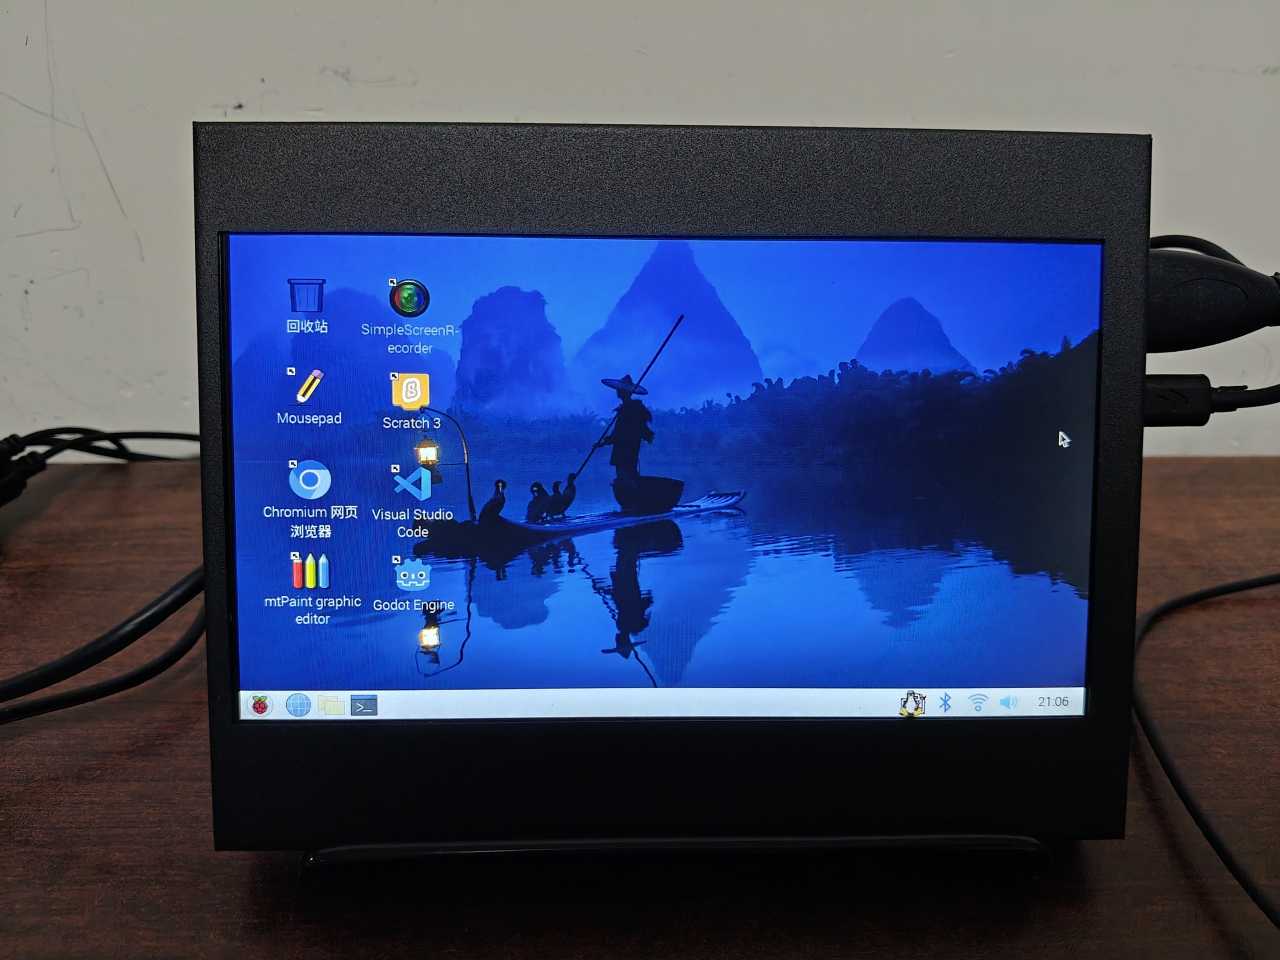 回收站
SimpleScreenR-
ecorder
Mousepad
Scratch 3
Chromium 网页
浏览器
Visual Studio
Code
mtPaint graphic
editor
Godot Engine
21:06